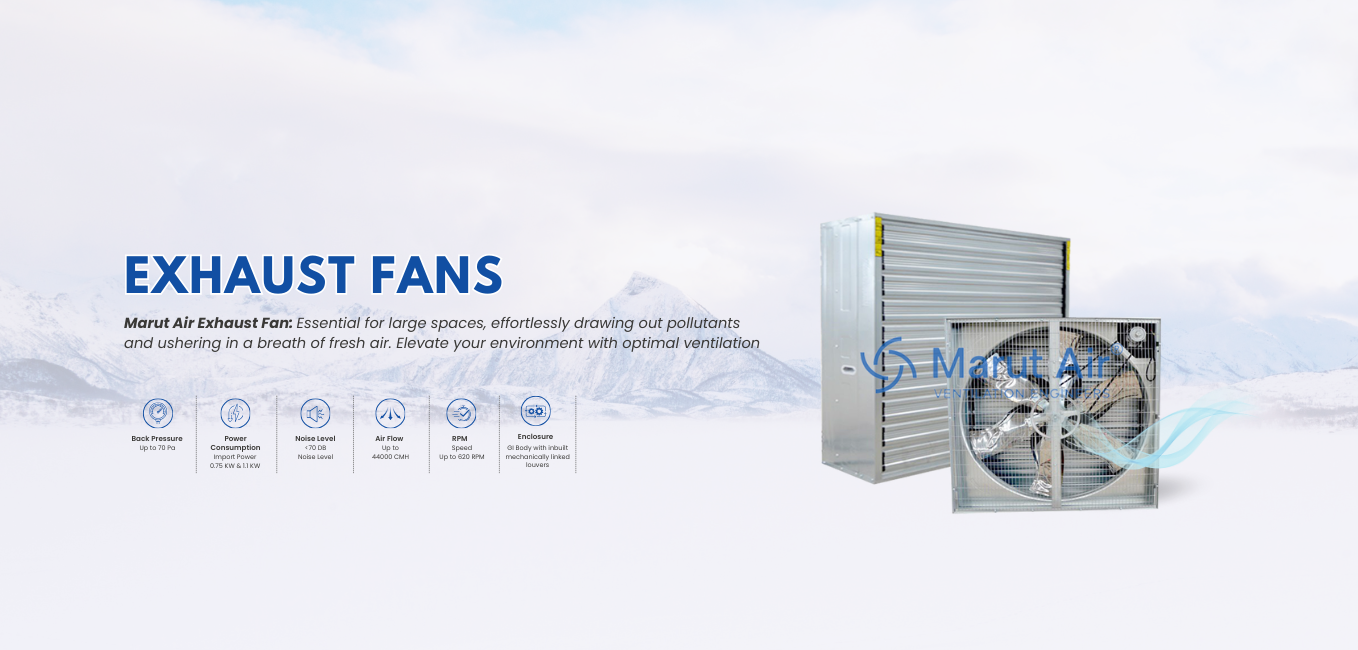 EXHAUST FANS
Marut Air Exhaust Fan: Essential for large spaces, effortlessly drawing out pollutants
and ushering in a breath of fresh air. Elevate your environment with optimal ventilation
Back Pressure
Up to 70 Pa
Power
Consumption
Import Power
0.75 KW & 1.1 KW
Noise Level
<70 DB
Noise Level
Air Flow
Up to
44000 CMH
RPM
Speed
Up to 620 RPM
Enclosure
GI Body with inbuilt
mechanically linked
louvers
Marut Air
VENTILATION ENGINEERS